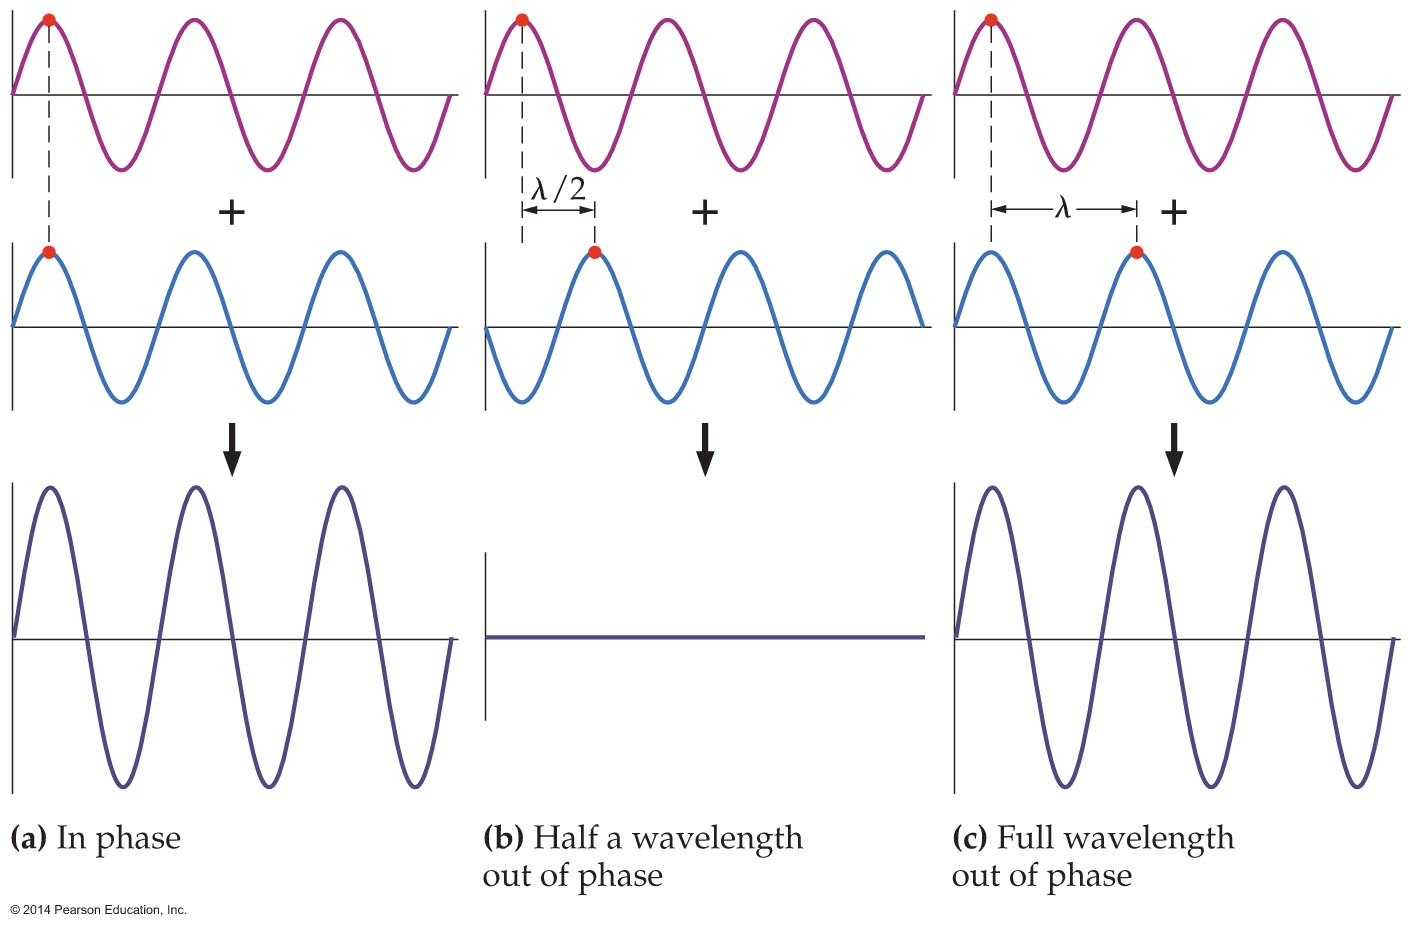 +
λ/2
+
λ
+
(a) In phase
(b) Half a wavelength
out of phase
(c) Full wavelength
out of phase
© 2014 Pearson Education, Inc.